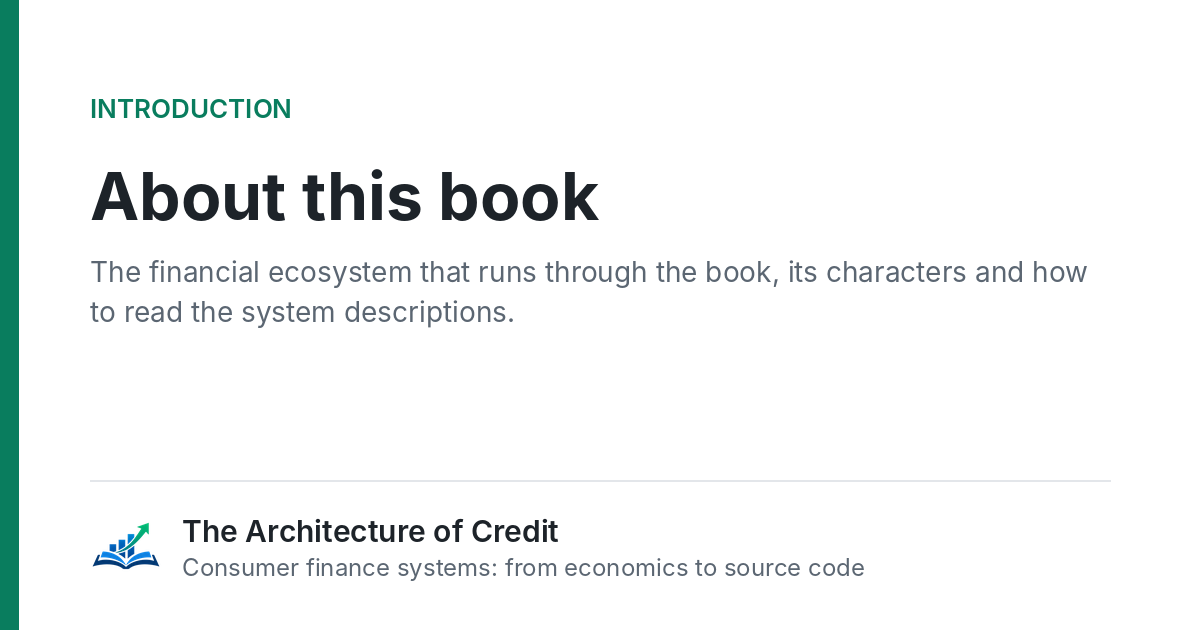 INTRODUCTION
About this book
The financial ecosystem that runs through the book, its characters and how
to read the system descriptions.
The Architecture of Credit
Consumer finance systems: from economics to source code